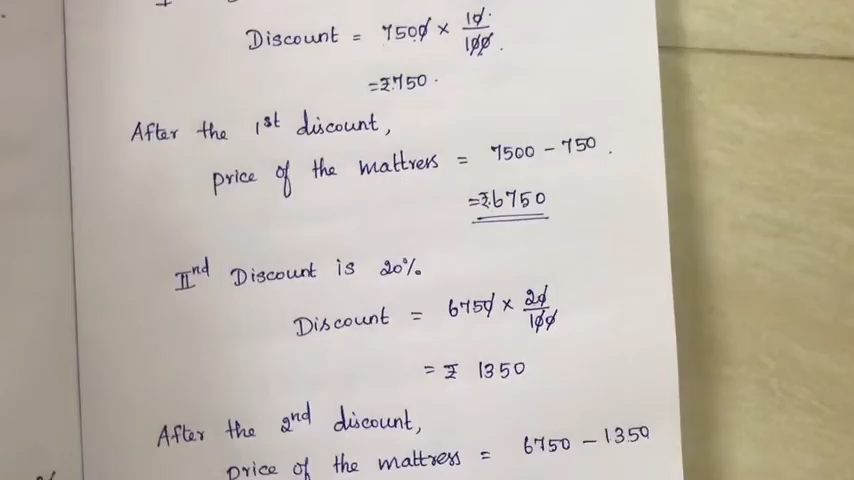 Discount = 7500 × 10/100.
= ₹750.
After the 1st discount,
price of the mattress = 7500 - 750.
= ₹6750
IInd Discount is 20%.
Discount = 6750 × 20/100
= ₹ 1350
After the 2nd discount,
price of the mattress = 6750 - 1350